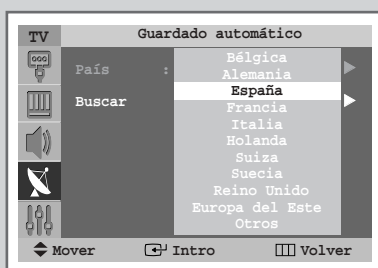 TV
Guardado automático
País :
Buscar
Bélgica
Alemania
España
Francia
Italia
Holanda
Suiza
Suecia
Reino Unido
Europa del Este
Otros
Mover Intro Volver